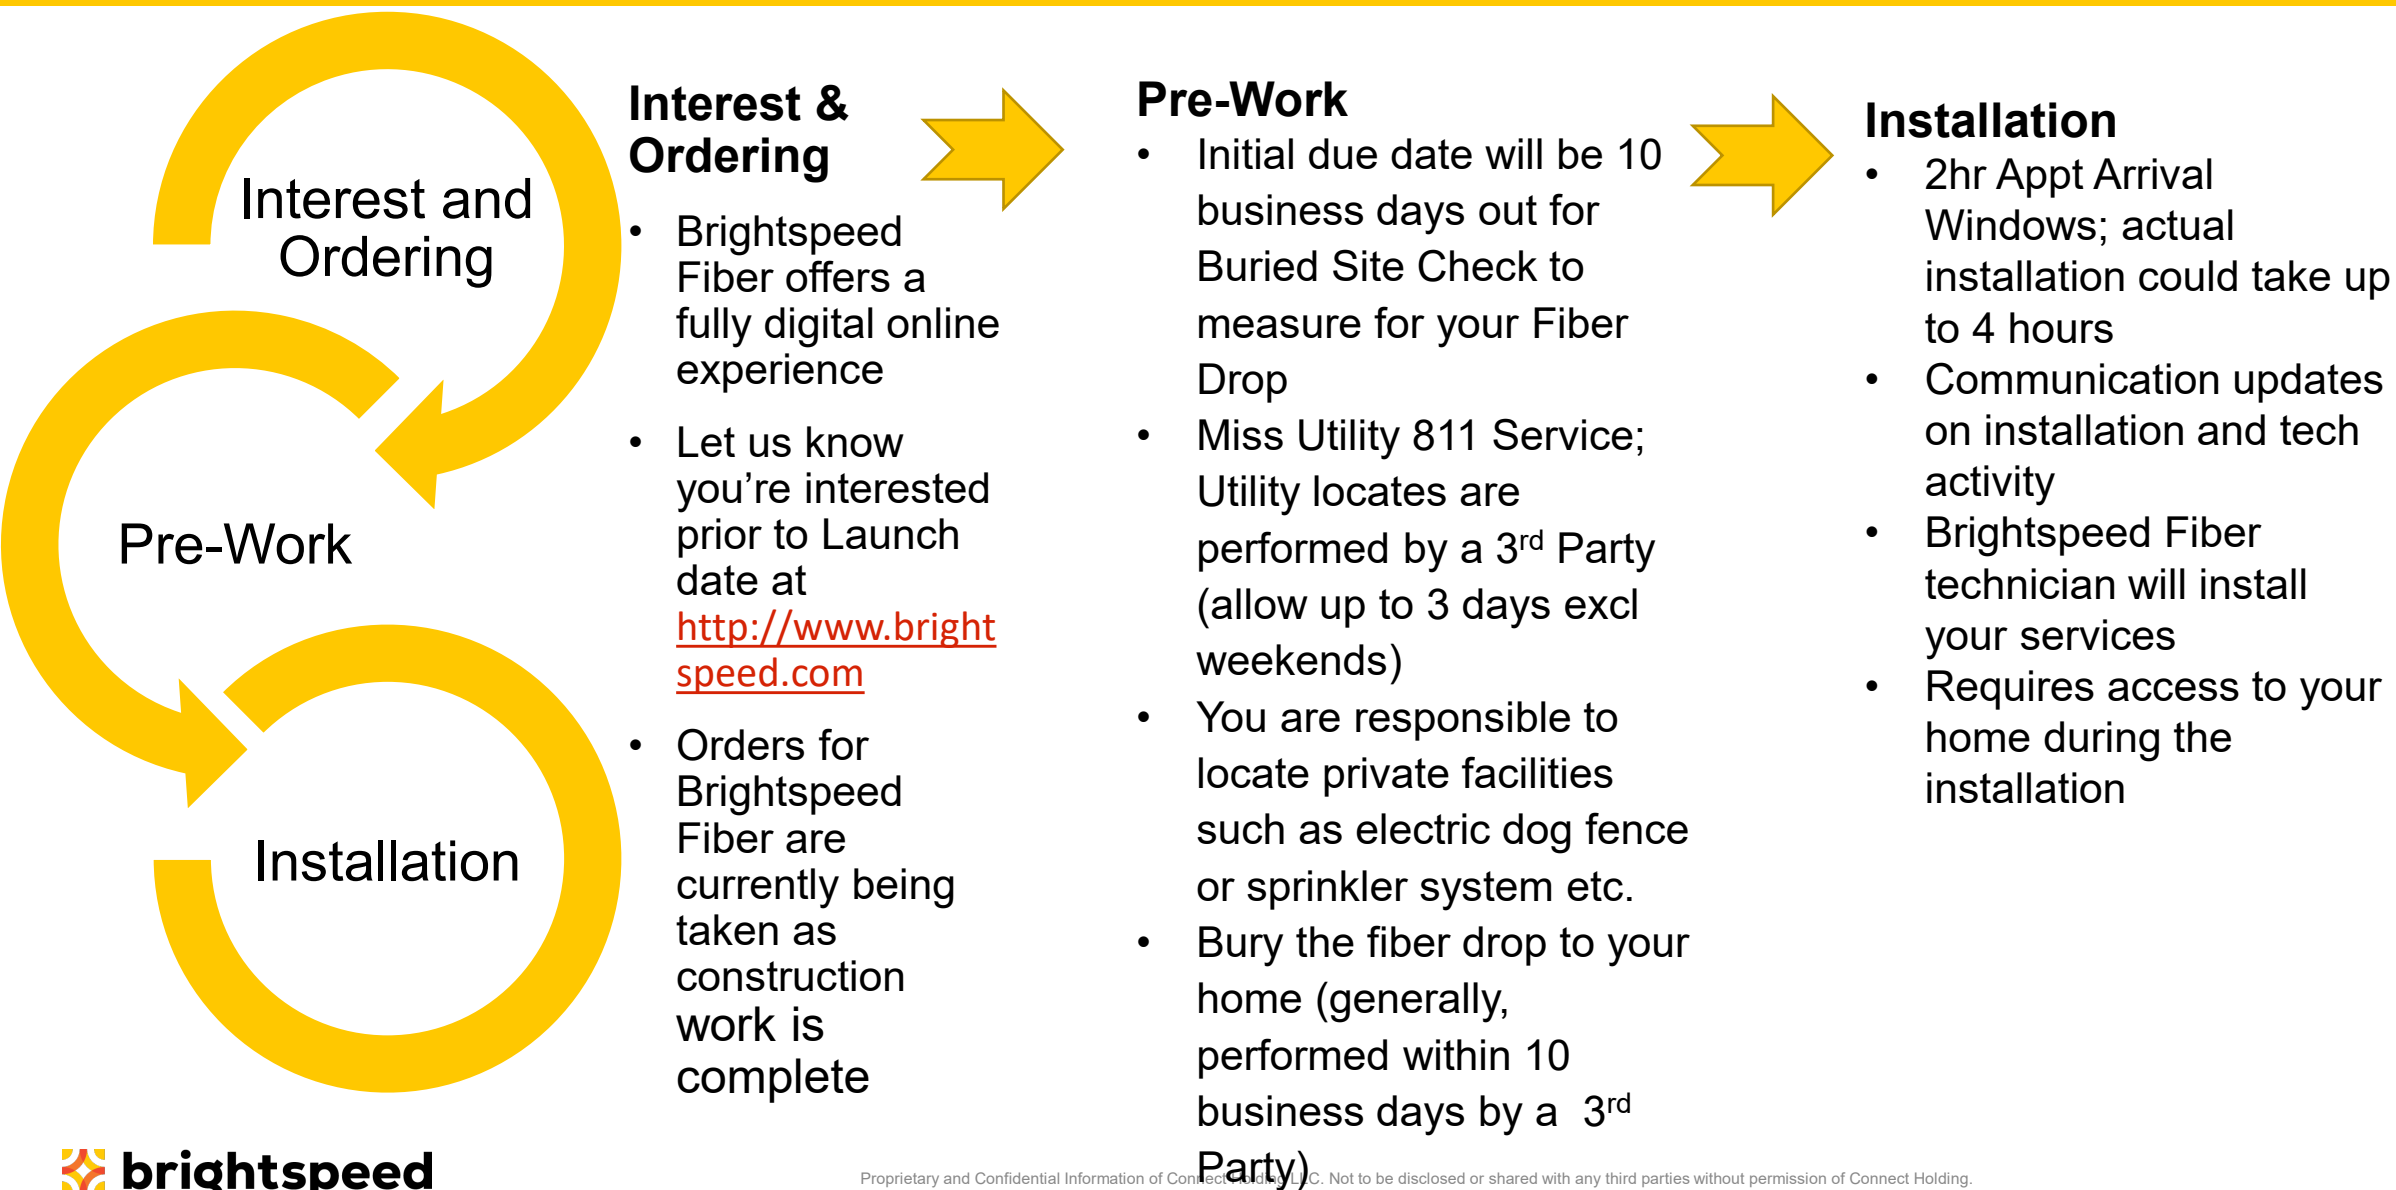 Interest and
Ordering
Pre-Work
Installation
Interest &
Ordering
• Brightspeed
Fiber offers a
fully digital online
experience
• Let us know
you’re interested
prior to Launch
date at
http://www.bright
speed.com
• Orders for
Brightspeed
Fiber are
currently being
taken as
construction
work is
complete
Pre-Work
• Initial due date will be 10
business days out for
Buried Site Check to
measure for your Fiber
Drop
• Miss Utility 811 Service;
Utility locates are
performed by a 3rd Party
(allow up to 3 days excl
weekends)
• You are responsible to
locate private facilities
such as electric dog fence
or sprinkler system etc.
• Bury the fiber drop to your
home (generally,
performed within 10
business days by a 3rd
Party)
Installation
• 2hr Appt Arrival
Windows; actual
installation could take up
to 4 hours
• Communication updates
on installation and tech
activity
• Brightspeed Fiber
technician will install
your services
• Requires access to your
home during the
installation
brightspeed
Proprietary and Confidential Information of Connect Holding LLC. Not to be disclosed or shared with any third parties without permission of Connect Holding.